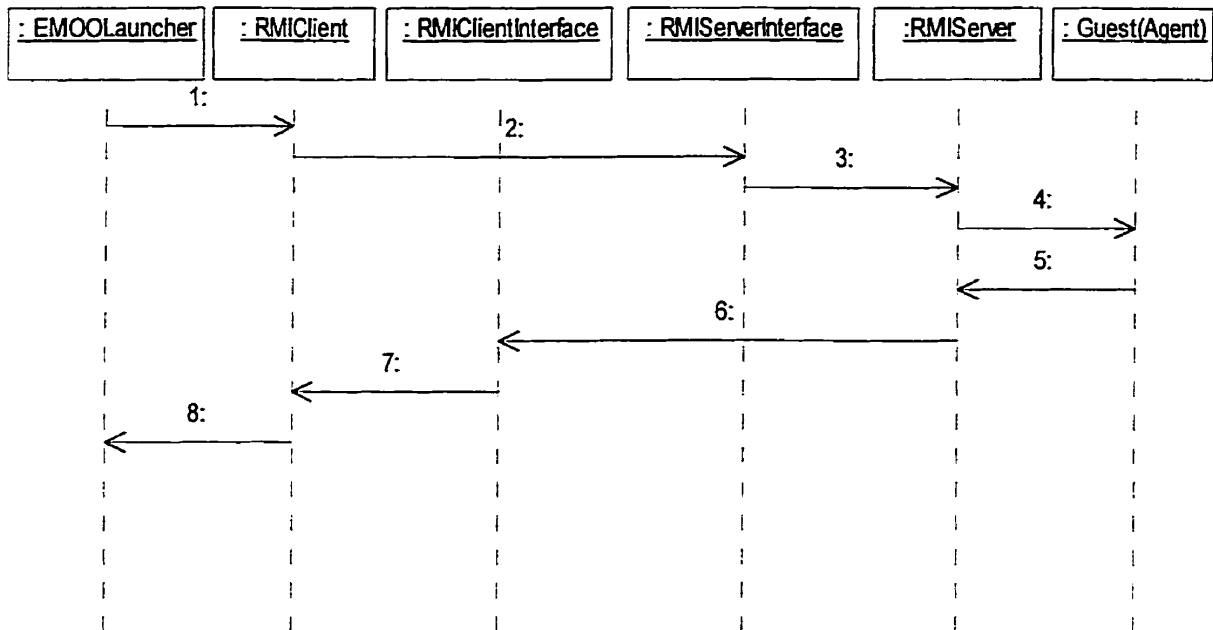 : EMOOLauncher
: RMIClient
: RMIClientInterface
: RMIServerInterface
:RMIServer
: Guest(Agent)
1:
2:
3:
4:
5:
6:
7:
8: